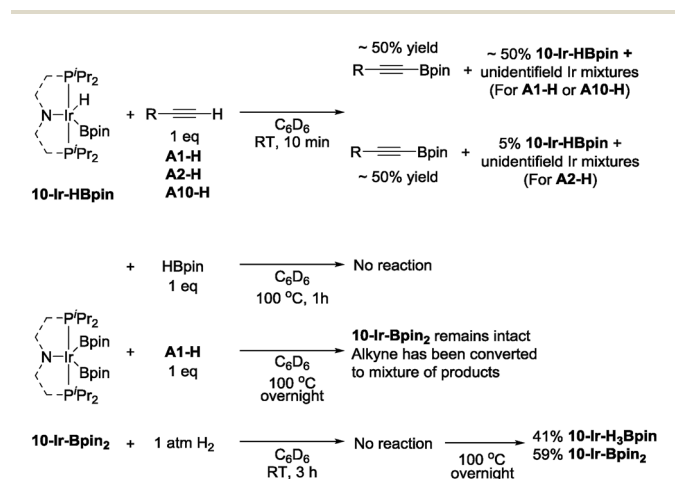 PⁱPr₂
H
N–Ir
Bpin
PⁱPr₂
10-Ir-HBpin
+ R H
1 eq
A1-H
A2-H
A10-H
C₆D₆
RT, 10 min
~ 50% yield
R Bpin +
~ 50% 10-Ir-HBpin +
unidentifield Ir mixtures
(For A1-H or A10-H)
R Bpin +
~ 50% yield
5% 10-Ir-HBpin +
unidentifield Ir mixtures
(For A2-H)
+ HBpin
1 eq
C₆D₆
100 °C, 1h
No reaction
PⁱPr₂
Bpin
N–Ir
Bpin
PⁱPr₂
10-Ir-Bpin₂
+ A1-H
1 eq
C₆D₆
100 °C
overnight
10-Ir-Bpin₂ remains intact
Alkyne has been converted
to mixture of products
+ 1 atm H₂
C₆D₆
RT, 3 h
No reaction
100 °C
overnight
41% 10-Ir-H₃Bpin
59% 10-Ir-Bpin₂